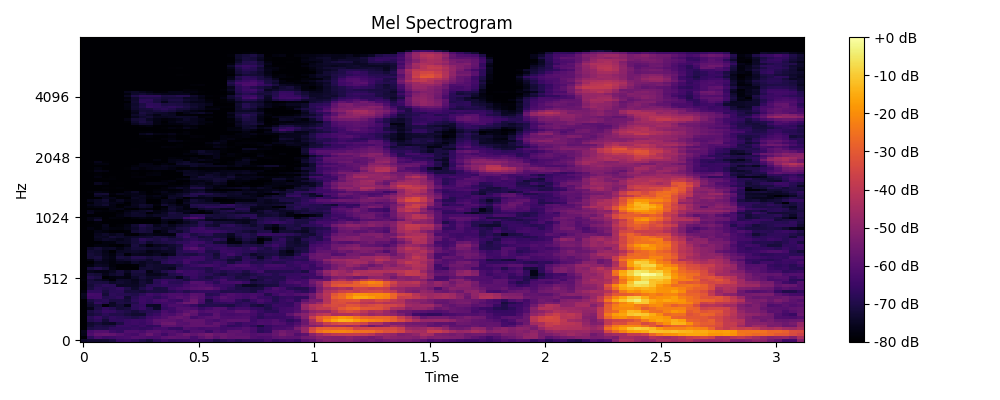 Mel Spectrogram
+0 dB
4096
-10 dB
-20 dB
2048
-30 dB
Hz
1024
-40 dB
-50 dB
512
-60 dB
-70 dB
0
-80 dB
0 0.5 1 1.5 2 2.5 3
Time